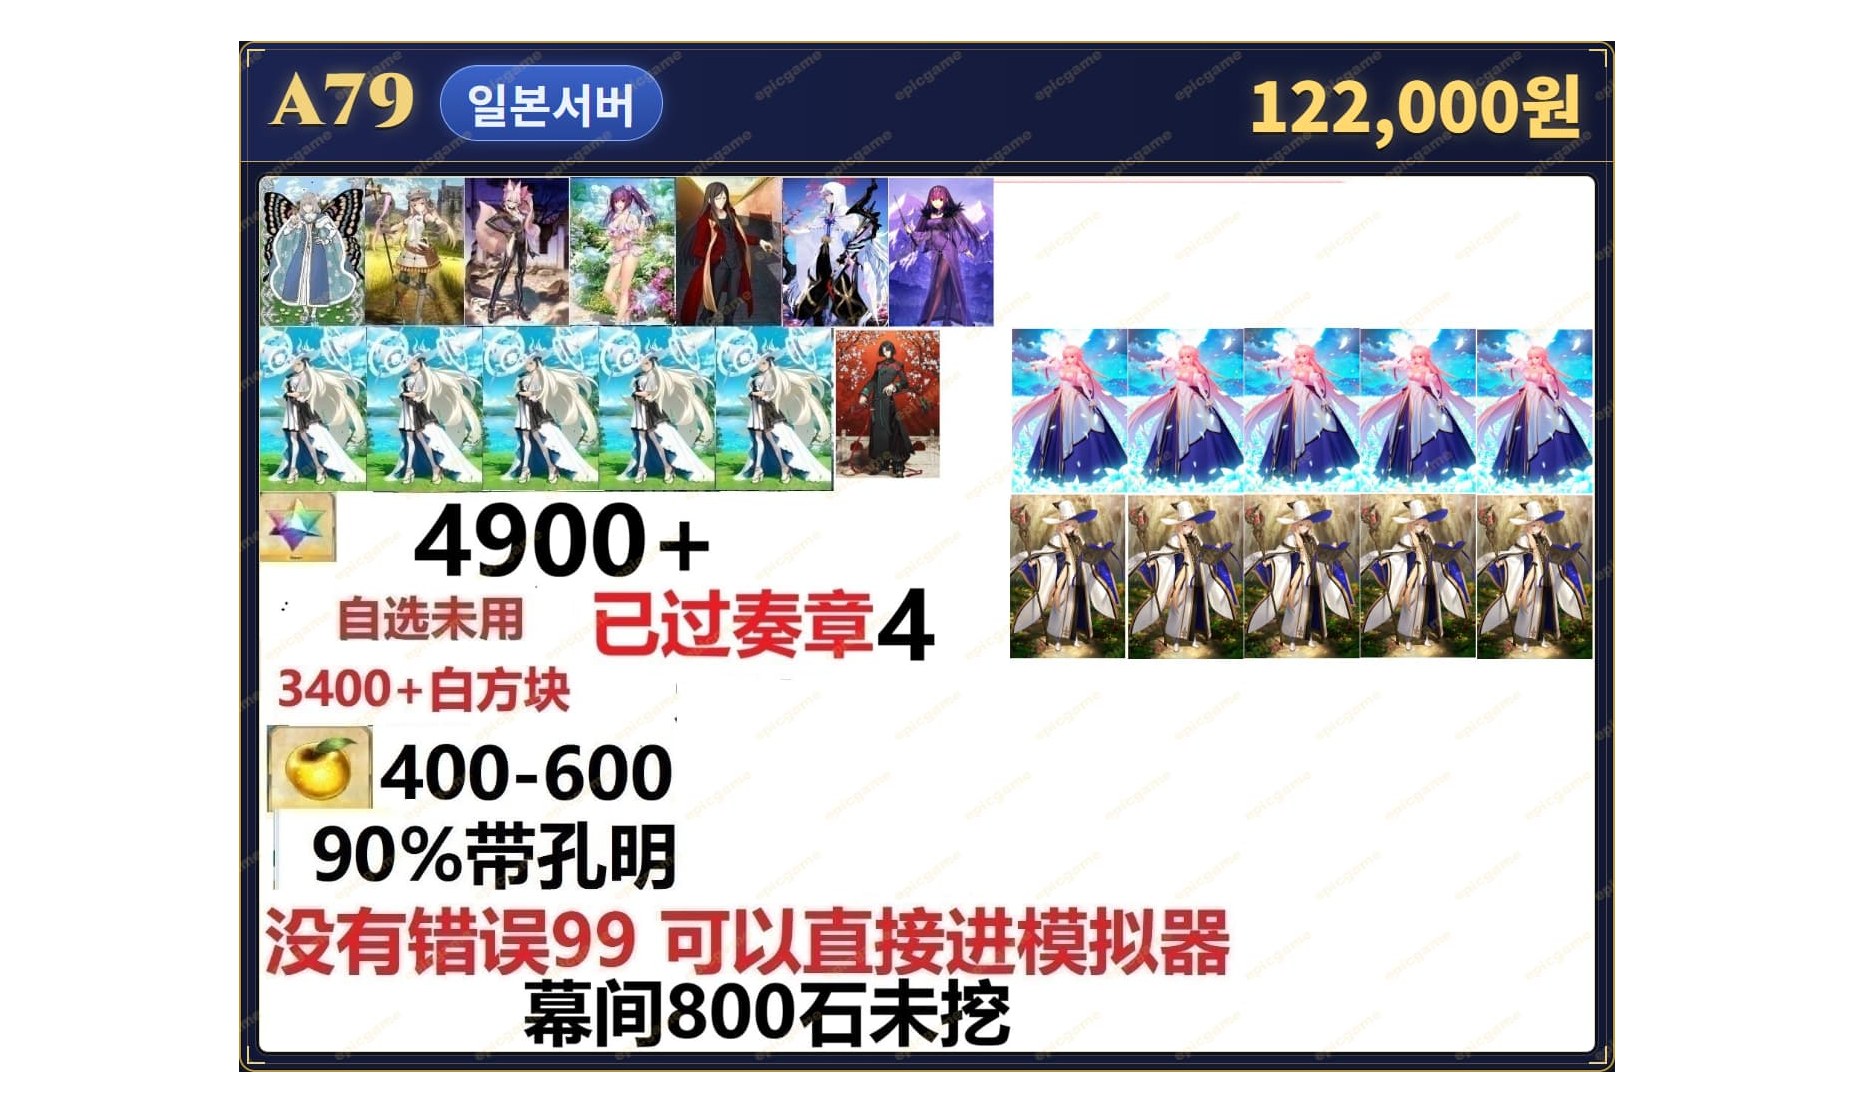 A79 일본서버 122,000원
4900+
自选未用 已过奏章4
3400+白方块
400-600
90%带孔明
没有错误99 可以直接进模拟器
幕间800石未挖
epicgame